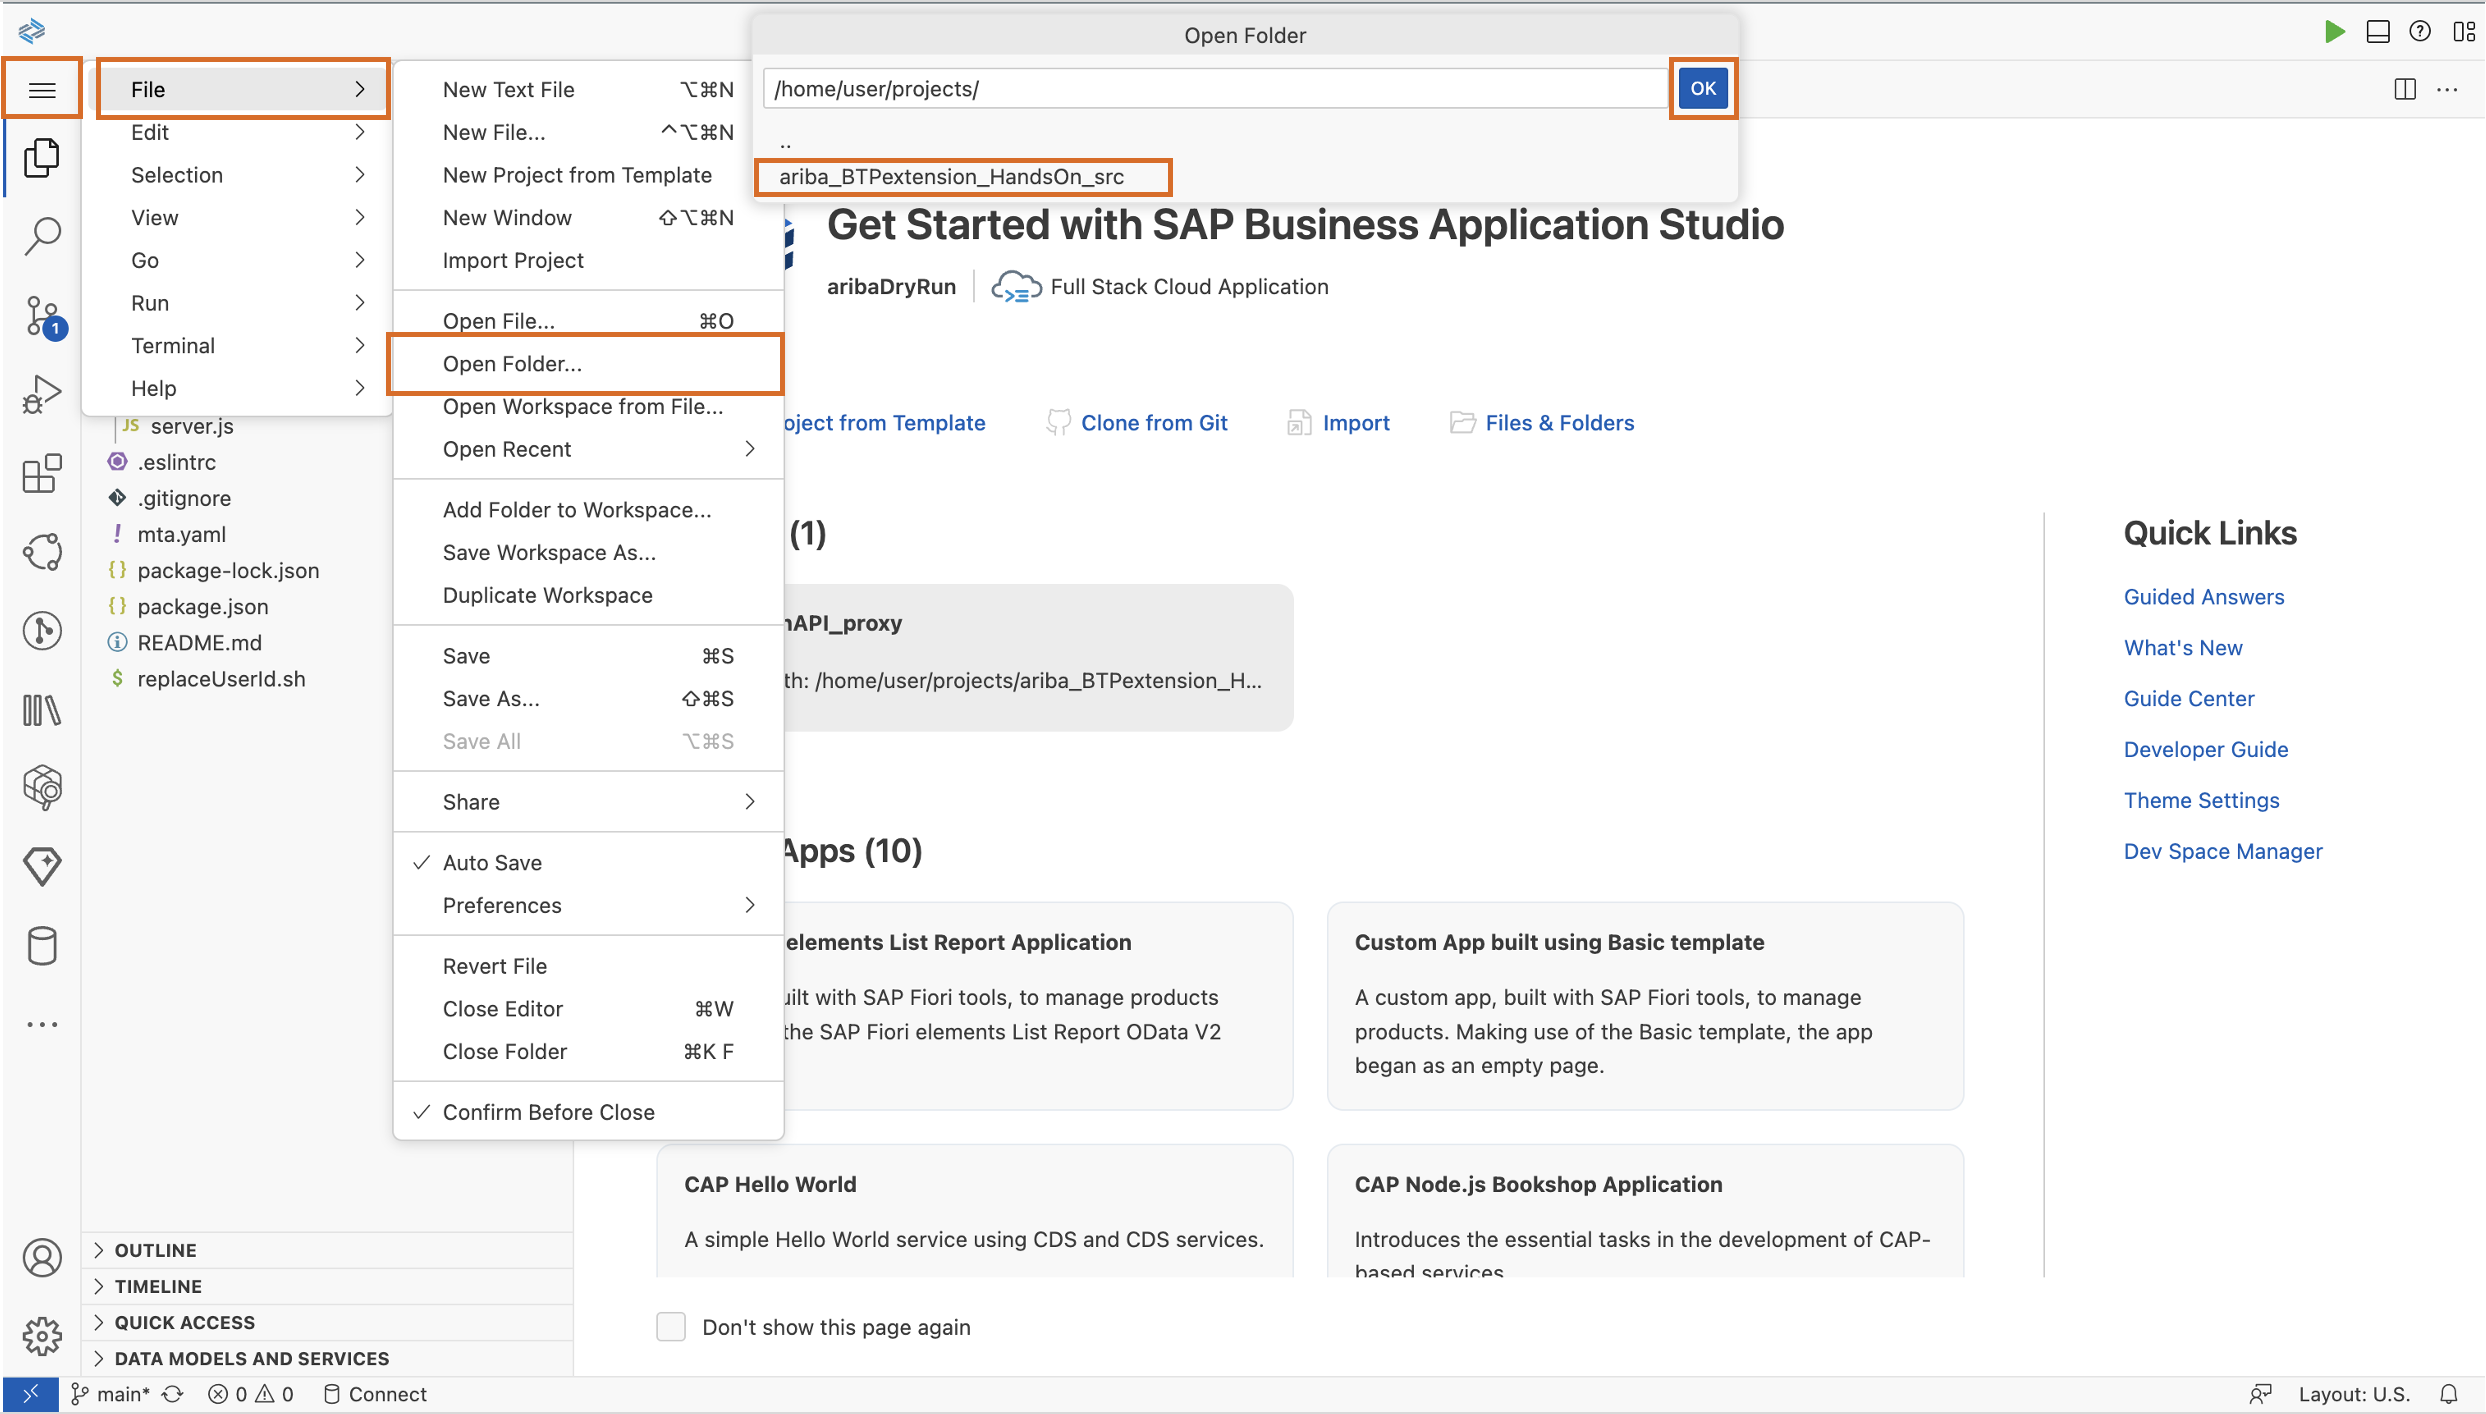 Open Folder
/home/user/projects/
OK
..
ariba_BTPextension_HandsOn_src
File
Edit
Selection
View
Go
Run
Terminal
Help
New Text File ⌥⌘N
New File... ^⌥⌘N
New Project from Template
New Window ⇧⌥⌘N
Import Project
Open File... ⌘O
Open Folder...
Open Workspace from File...
Open Recent
Add Folder to Workspace...
Save Workspace As...
Duplicate Workspace
Save ⌘S
Save As... ⇧⌘S
Save All ⌥⌘S
Share
✓ Auto Save
Preferences
Revert File
Close Editor ⌘W
Close Folder ⌘K F
✓ Confirm Before Close
1
JS server.js
.eslintrc
.gitignore
! mta.yaml
{} package-lock.json
{} package.json
README.md
$ replaceUserId.sh
OUTLINE
TIMELINE
QUICK ACCESS
DATA MODELS AND SERVICES
Get Started with SAP Business Application Studio
aribaDryRun
Full Stack Cloud Application
oject from Template
Clone from Git
Import
Files & Folders
(1)
API_proxy
th: /home/user/projects/ariba_BTPextension_H...
Apps (10)
elements List Report Application
uilt with SAP Fiori tools, to manage products
the SAP Fiori elements List Report OData V2
Custom App built using Basic template
A custom app, built with SAP Fiori tools, to manage
products. Making use of the Basic template, the app
began as an empty page.
CAP Hello World
A simple Hello World service using CDS and CDS services.
CAP Node.js Bookshop Application
Introduces the essential tasks in the development of CAP-
based services
Don't show this page again
Quick Links
Guided Answers
What's New
Guide Center
Developer Guide
Theme Settings
Dev Space Manager
main* 0 0 Connect
Layout: U.S.